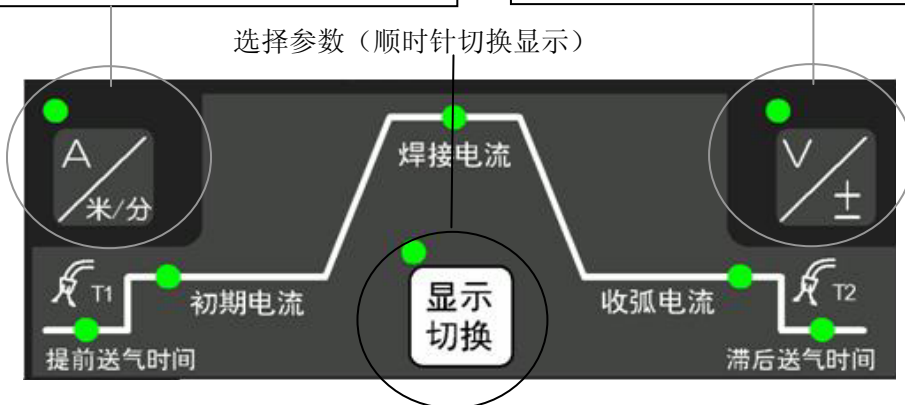 选择参数（顺时针切换显示）
A/米/分
焊接电流
V/±
T1
初期电流
显示
切换
收弧电流
T2
提前送气时间
滞后送气时间